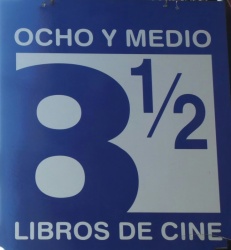 OCHO Y MEDIO
8 1/2
LIBROS DE CINE